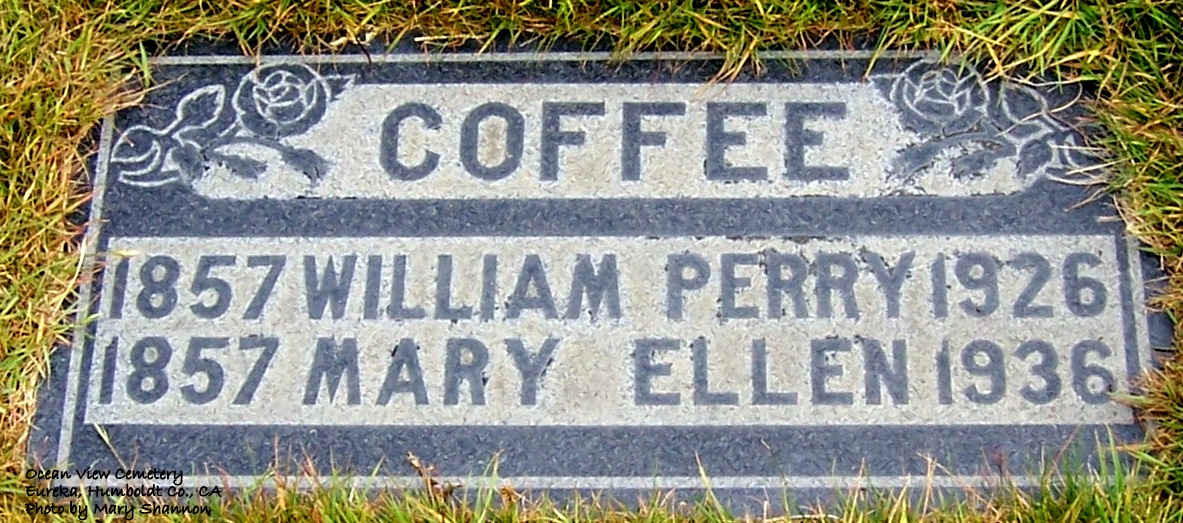 COFFEE
1857 WILLIAM PERRY 1926
1857 MARY ELLEN 1936
Ocean View Cemetery
Eureka, Humboldt Co., CA
Photo by Mary Shannon